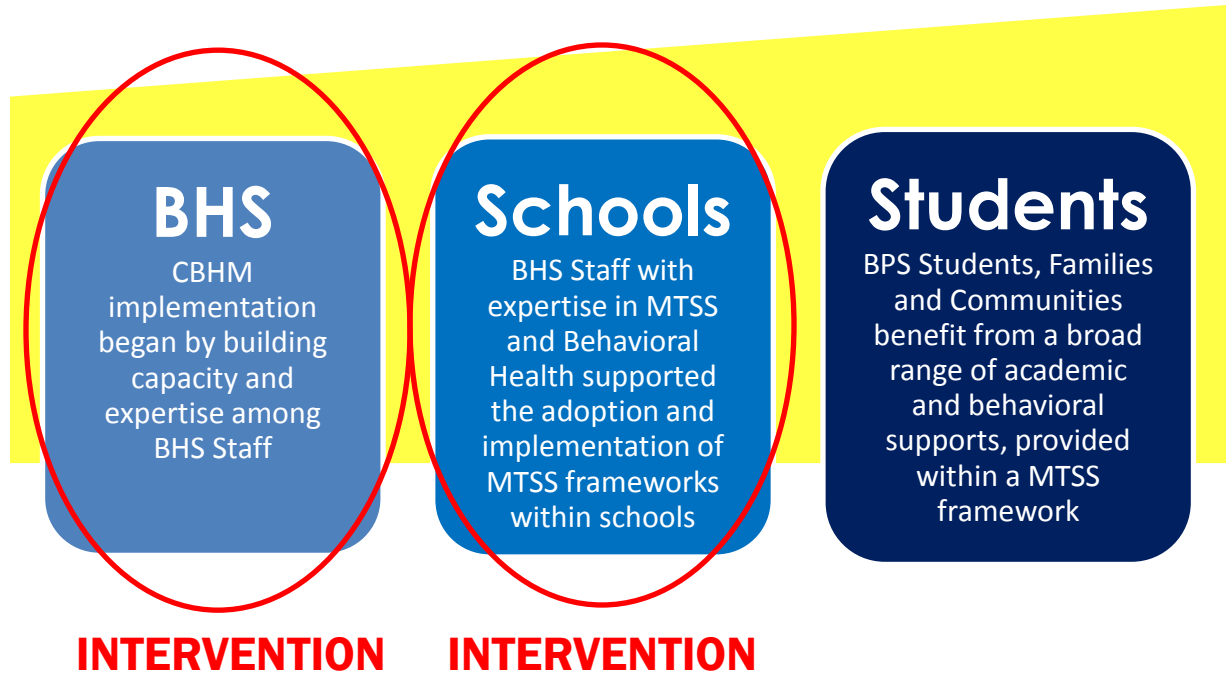 BHS
CBHM
implementation
began by building
capacity and
expertise among
BHS Staff
Schools
BHS Staff with
expertise in MTSS
and Behavioral
Health supported
the adoption and
implementation of
MTSS frameworks
within schools
Students
BPS Students, Families
and Communities
benefit from a broad
range of academic
and behavioral
supports, provided
within a MTSS
framework
INTERVENTION
INTERVENTION